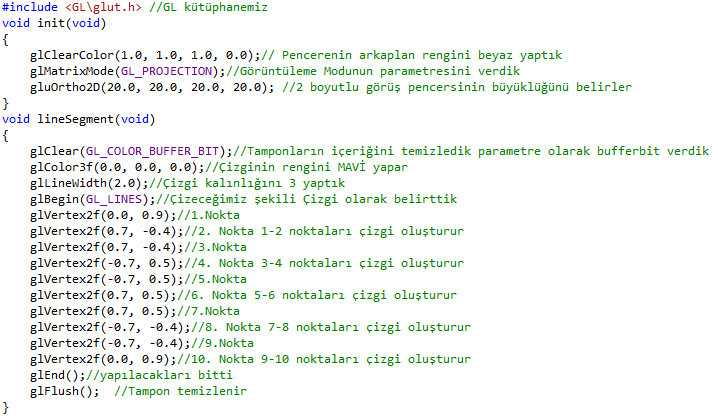 #include <GL\glut.h> //GL kütüphanemiz
void init(void)
{
glClearColor(1.0, 1.0, 1.0, 0.0);// Pencerenin arkaplan rengini beyaz yaptık
glMatrixMode(GL_PROJECTION);//Görüntüleme Modunun parametresini verdik
gluOrtho2D(20.0, 20.0, 20.0, 20.0); //2 boyutlu görüş pencersinin büyüklüğünü belirler
}
void lineSegment(void)
{
glClear(GL_COLOR_BUFFER_BIT);//Tamponların içeriğini temizledik parametre olarak bufferbit verdik
glColor3f(0.0, 0.0, 0.0);//Çizginin rengini MAVİ yapar
glLineWidth(2.0);//Çizgi kalınlığını 3 yaptık
glBegin(GL_LINES);//Çizeceğimiz şekili Çizgi olarak belirttik
glVertex2f(0.0, 0.9);//1.Nokta
glVertex2f(0.7, -0.4);//2. Nokta 1-2 noktaları çizgi oluşturur
glVertex2f(0.7, -0.4);//3.Nokta
glVertex2f(-0.7, 0.5);//4. Nokta 3-4 noktaları çizgi oluşturur
glVertex2f(-0.7, 0.5);//5.Nokta
glVertex2f(0.7, 0.5);//6. Nokta 5-6 noktaları çizgi oluşturur
glVertex2f(0.7, 0.5);//7.Nokta
glVertex2f(-0.7, -0.4);//8. Nokta 7-8 noktaları çizgi oluşturur
glVertex2f(-0.7, -0.4);//9.Nokta
glVertex2f(0.0, 0.9);//10. Nokta 9-10 noktaları çizgi oluşturur
glEnd();//yapılacakları bitti
glFlush();  //Tampon temizlenir
}